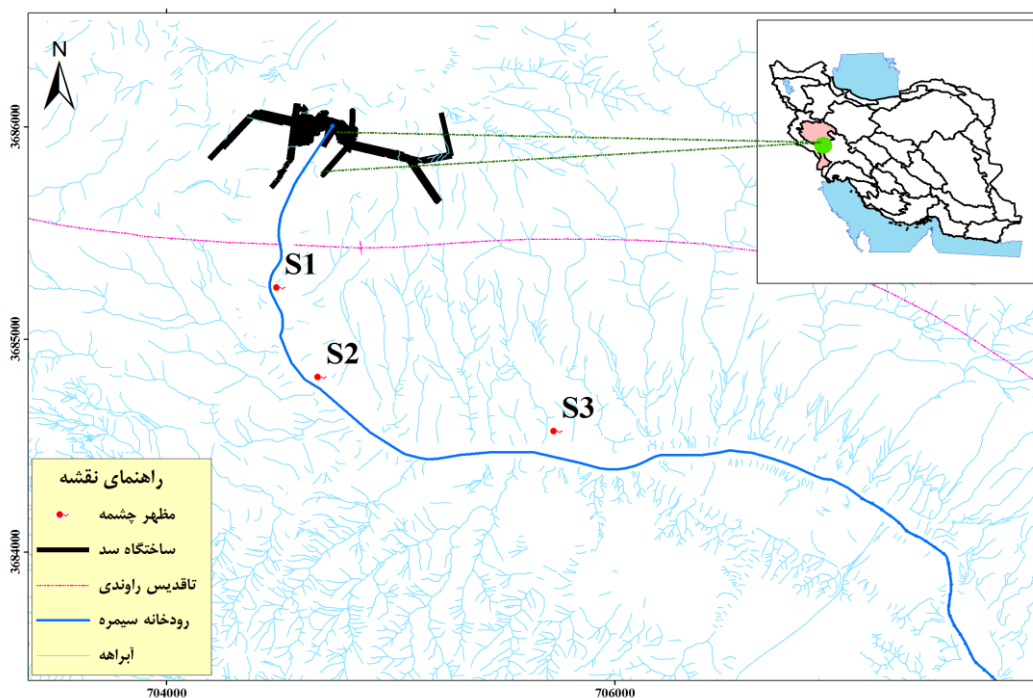 N
3686000
3685000
3684000
S1
S2
S3
راهنمای نقشه
مظهر چشمه
ساختگاه سد
تاقدیس راوندی
رودخانه سیمره
آبراهه
704000
706000